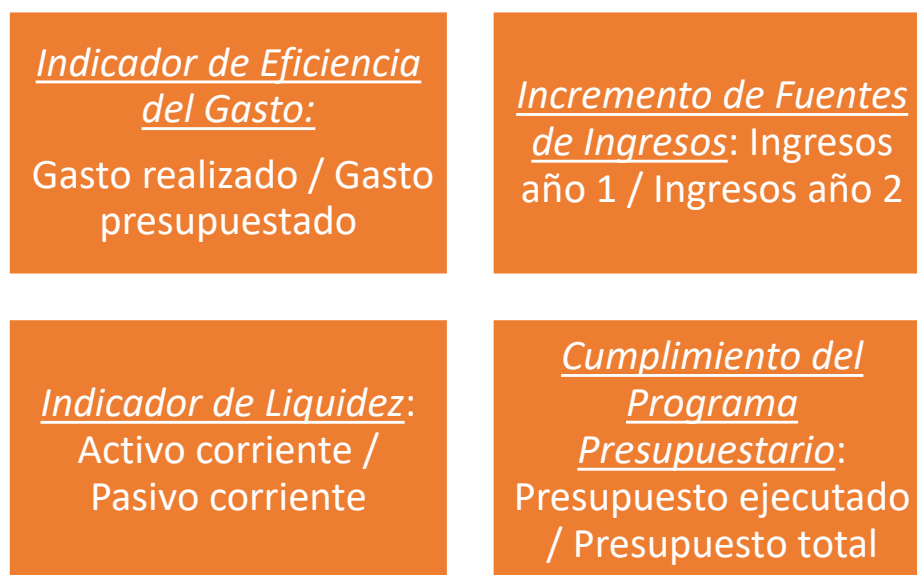 Indicador de Eficiencia
del Gasto:
Gasto realizado / Gasto
presupuestado
Incremento de Fuentes
de Ingresos: Ingresos
año 1 / Ingresos año 2
Indicador de Liquidez:
Activo corriente /
Pasivo corriente
Cumplimiento del
Programa
Presupuestario:
Presupuesto ejecutado
/ Presupuesto total